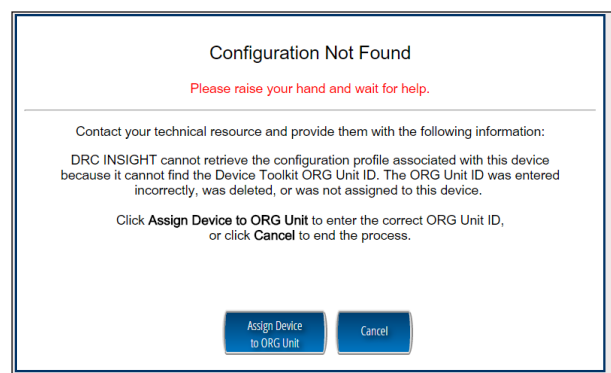 Configuration Not Found
Please raise your hand and wait for help.
Contact your technical resource and provide them with the following information:
DRC INSIGHT cannot retrieve the configuration profile associated with this device
because it cannot find the Device Toolkit ORG Unit ID. The ORG Unit ID was entered
incorrectly, was deleted, or was not assigned to this device.
Click Assign Device to ORG Unit to enter the correct ORG Unit ID,
or click Cancel to end the process.
Assign Device
to ORG Unit
Cancel